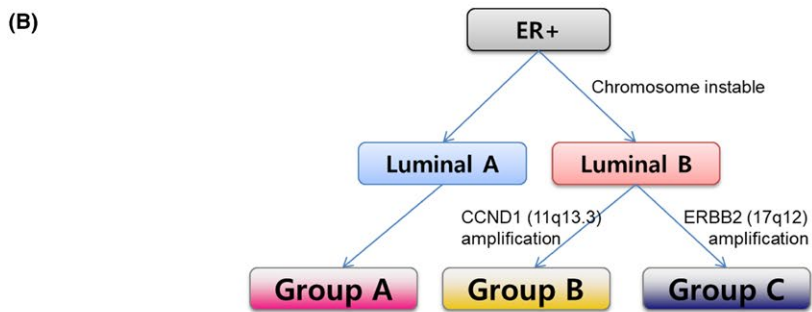 (B)
ER+
Chromosome instable
Luminal A
Luminal B
CCND1 (11q13.3)
amplification
ERBB2 (17q12)
amplification
Group A
Group B
Group C